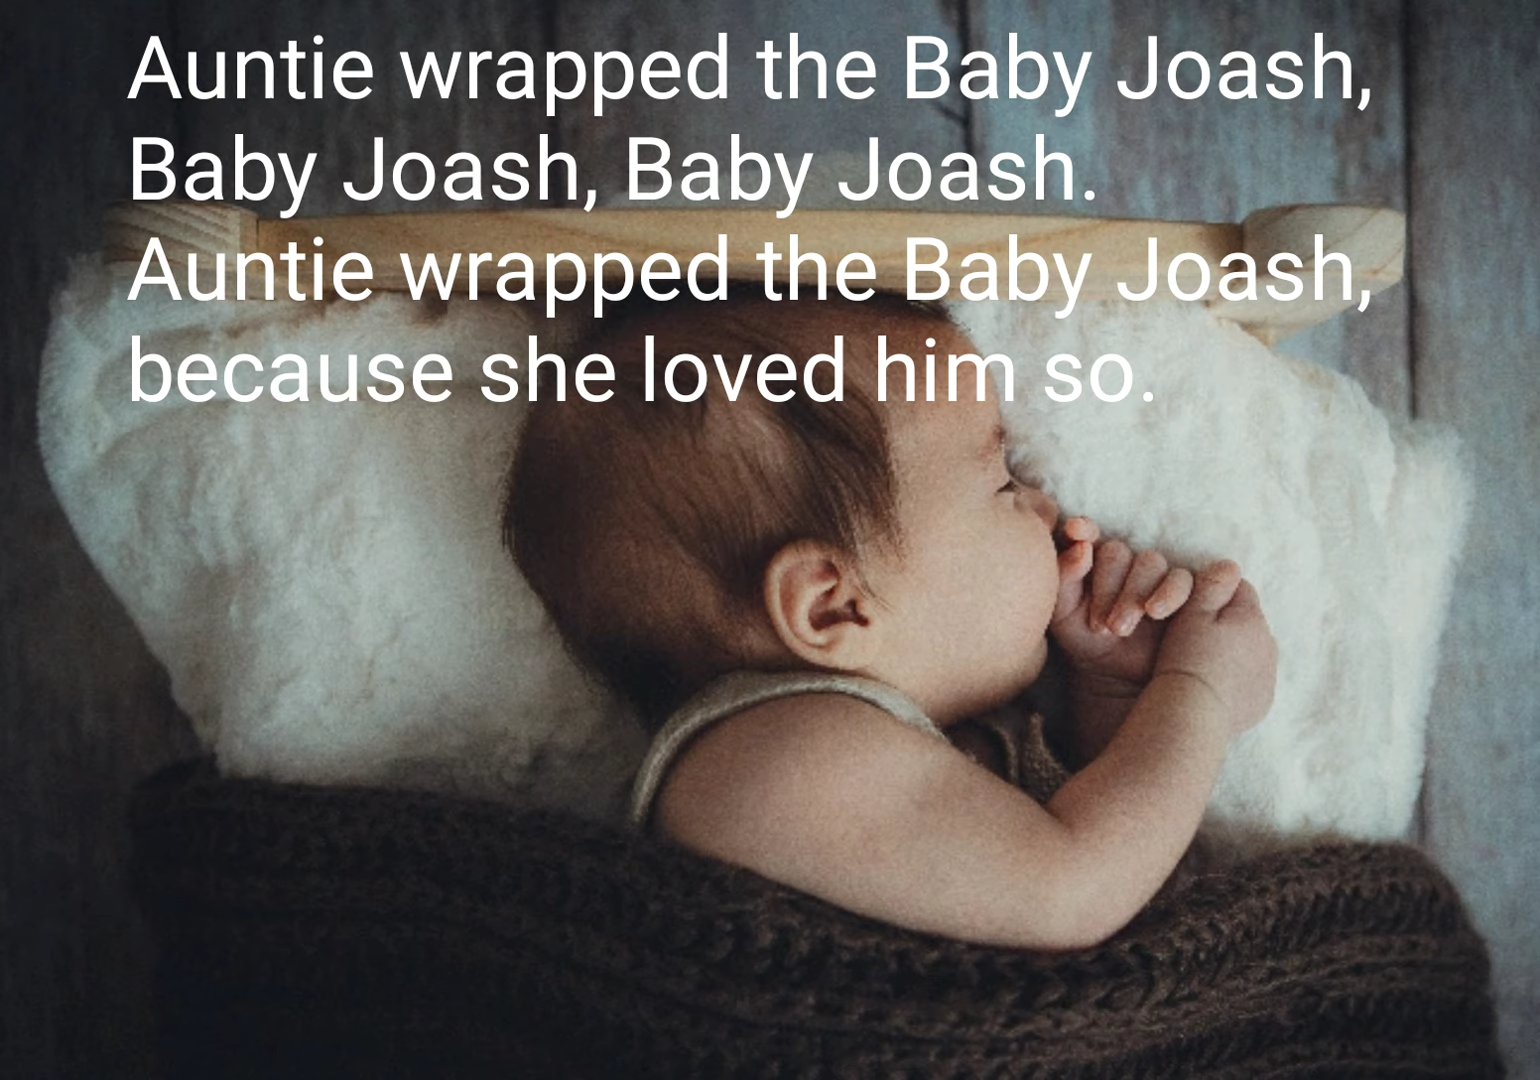 Auntie wrapped the Baby Joash,
Baby Joash, Baby Joash.
Auntie wrapped the Baby Joash,
because she loved him so.